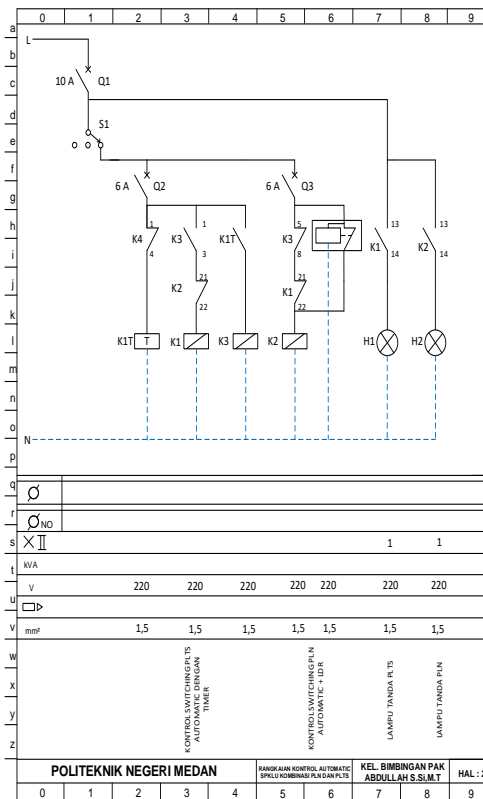 0 1 2 3 4 5 6 7 8 9
a
b
L
c
10 A Q1
d
S1
e
f
6 A Q2 6 A Q3
g
h
1 1 5 13 13
K4 K3 K1T K3 K1 K2
i
4 3 8 14 14
j
21 21
K2 K1
22 22
k
l
K1T T K1 K3 K2 H1 H2
m
n
o
N
p
q
r
NO
s
1 1
t
kVA
V 220 220 220 220 220 220 220
u
v
mm² 1,5 1,5 1,5 1,5 1,5 1,5 1,5
w
x
y
z
KONTROL SWITCHING PLTS
AUTOMATIC DENGAN
TIMER
KONTROL SWITCHING PLN
AUTOMATIC + LDR
LAMPU TANDA PLTS
LAMPU TANDA PLN
POLITEKNIK NEGERI MEDAN
RANGKAIAN KONTROL AUTOMATIC
SPKLU KOMBINASI PLN DAN PLTS
KEL. BIMBINGAN PAK
ABDULLAH S.Si,M.T
HAL : 2
0 1 2 3 4 5 6 7 8 9